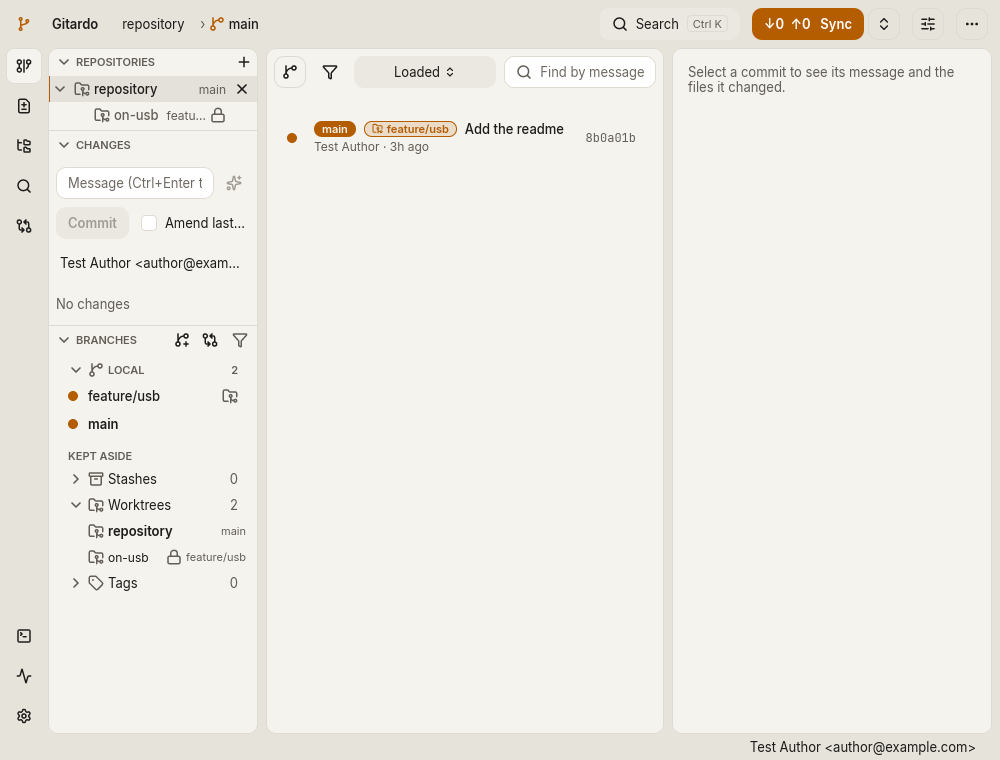 Gitardo
repository
main
Search Ctrl K
↓0 ↑0 Sync
REPOSITORIES
repository main
on-usb featu...
CHANGES
Message (Ctrl+Enter t
Commit
Amend last...
Test Author <author@exam...
No changes
BRANCHES
LOCAL 2
feature/usb
main
KEPT ASIDE
Stashes 0
Worktrees 2
repository main
on-usb feature/usb
Tags 0
Loaded
Find by message
main feature/usb Add the readme
Test Author · 3h ago
8b0a01b
Select a commit to see its message and the
files it changed.
Test Author <author@example.com>